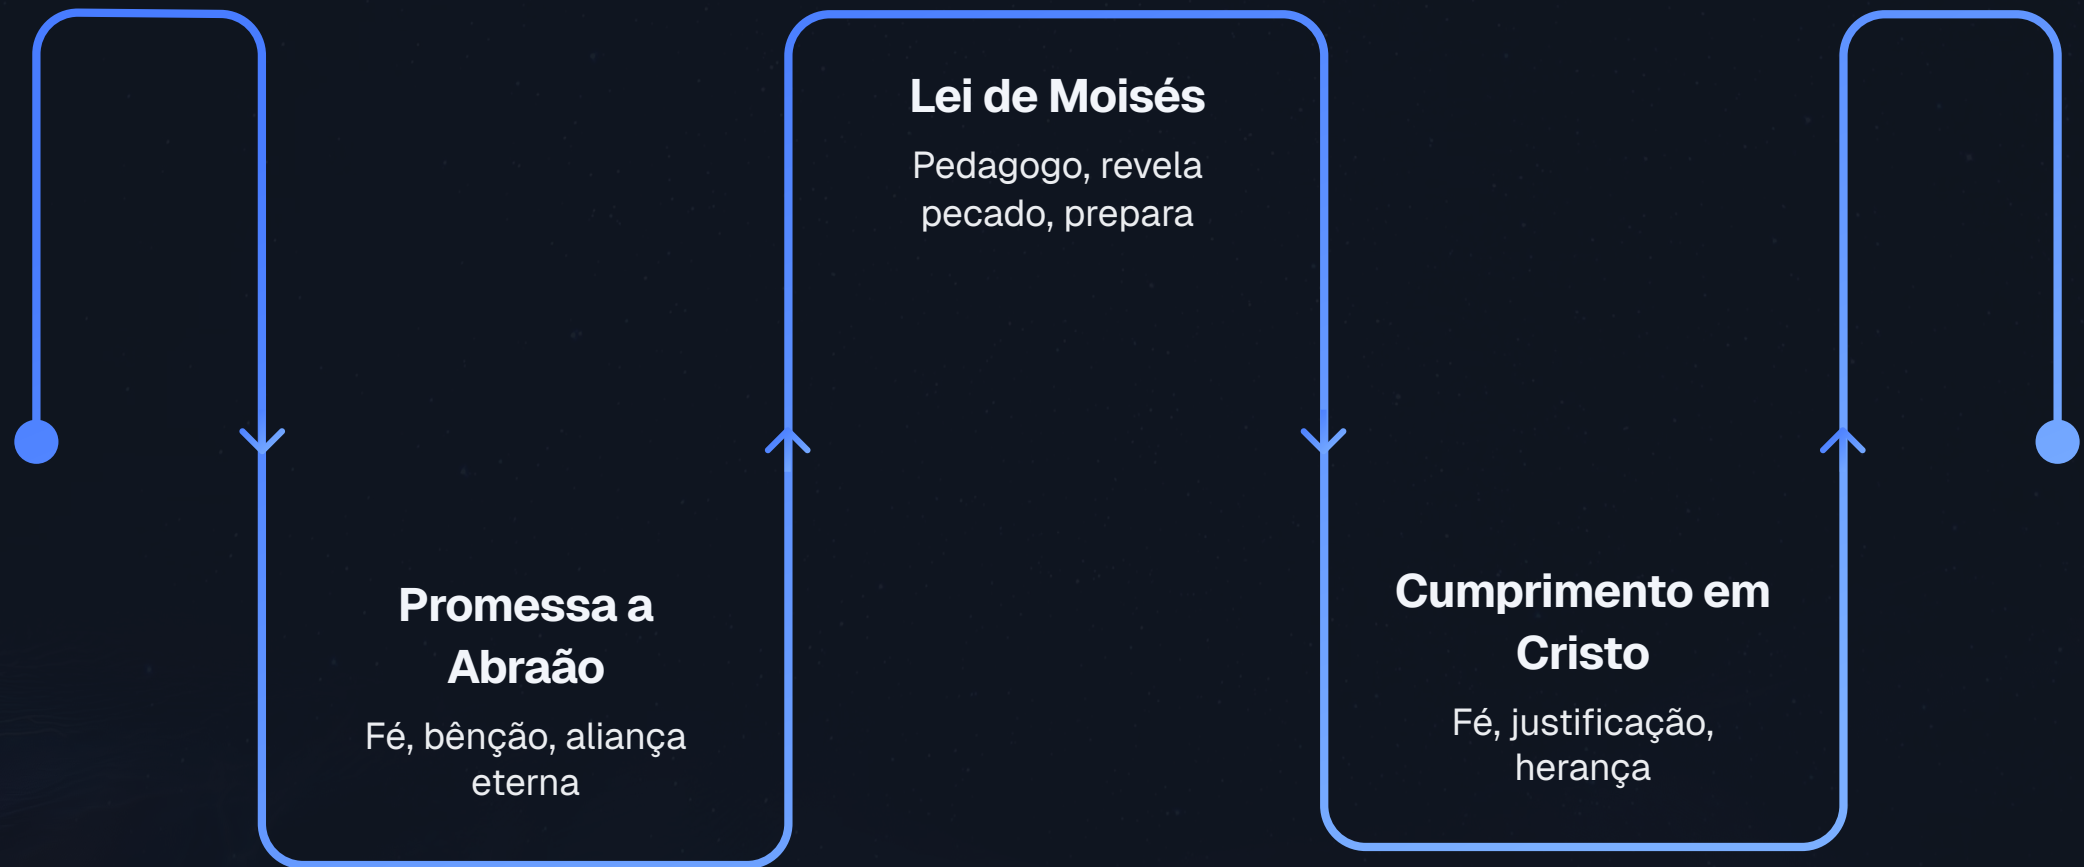 Promessa a
Abraão
Fé, bênção, aliança
eterna
Lei de Moisés
Pedagogo, revela
pecado, prepara
Cumprimento em
Cristo
Fé, justificação,
herança